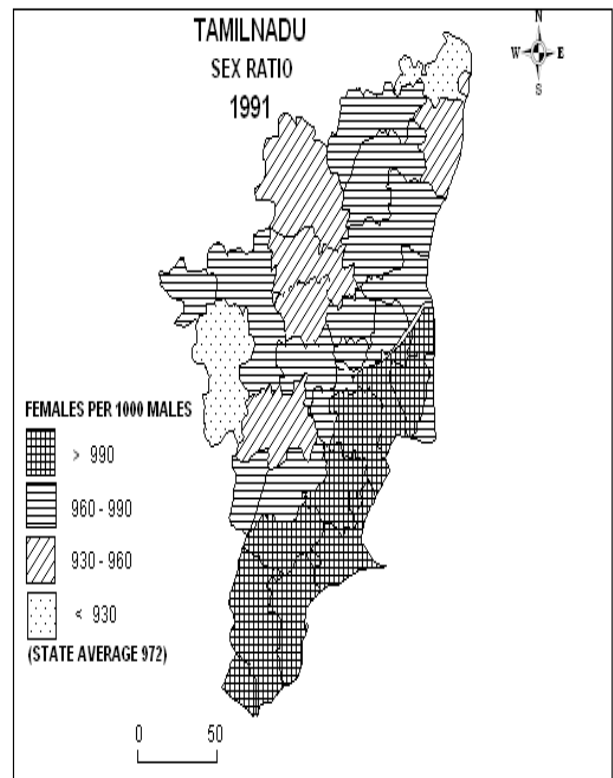 TAMILNADU
SEX RATIO
1991
N
W E
S
FEMALES PER 1000 MALES
> 990
960 - 990
930 - 960
< 930
(STATE AVERAGE 972)
0 50